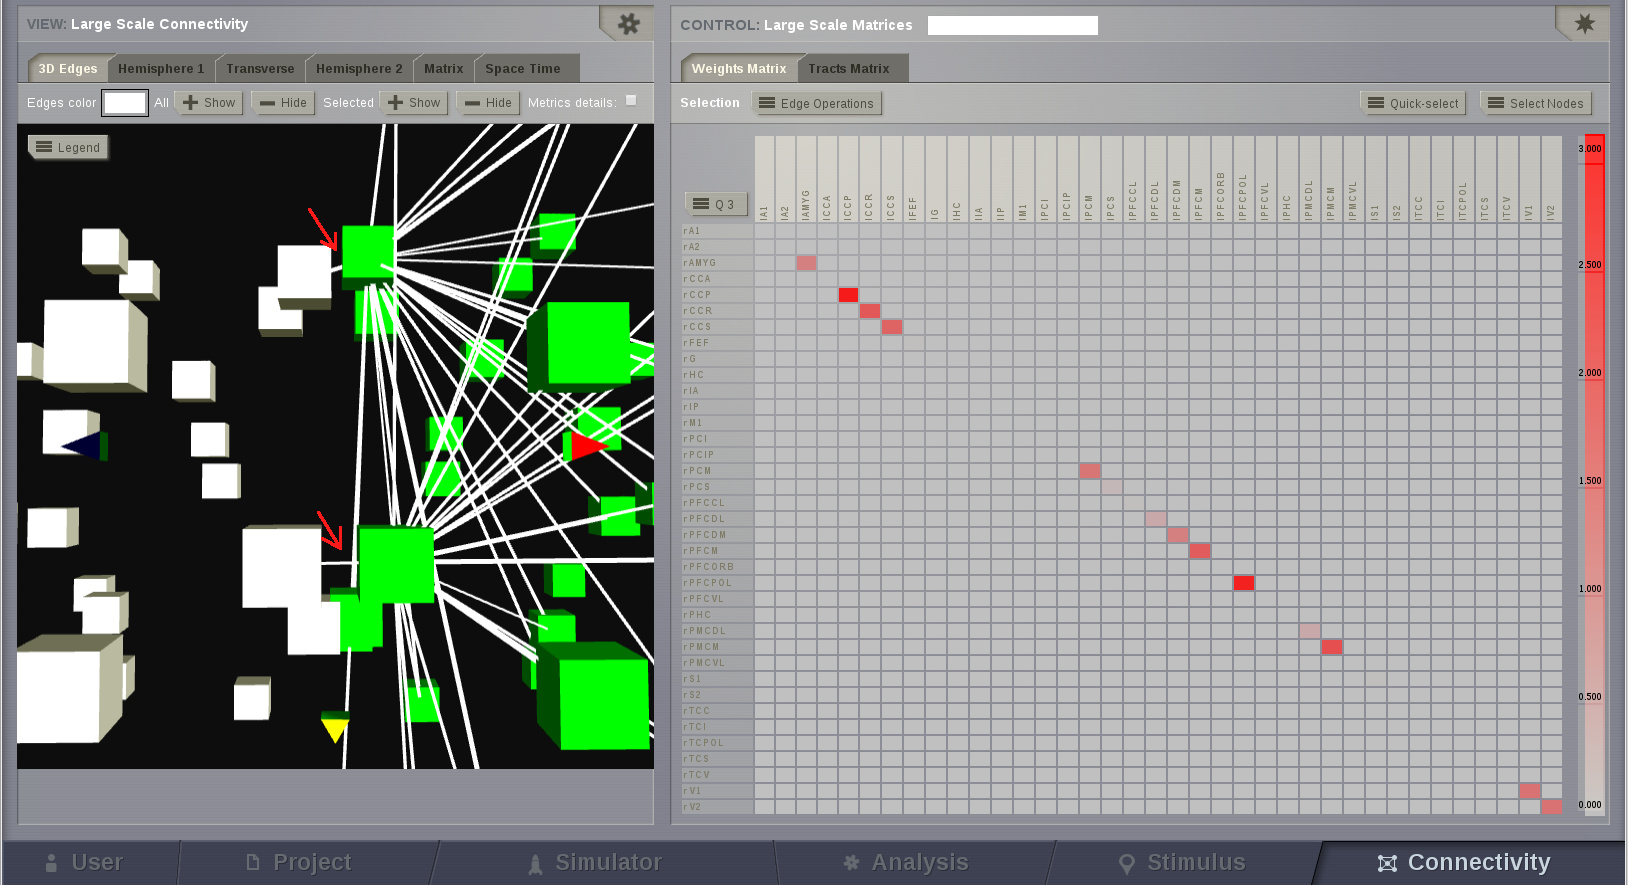 VIEW: Large Scale Connectivity
CONTROL: Large Scale Matrices
3D Edges Hemisphere 1 Transverse Hemisphere 2 Matrix Space Time
Weights Matrix Tracts Matrix
Edges color All Show Hide Selected Show Hide Metrics details:
Selection Edge Operations Quick-select Select Nodes
Legend
Q 3
lA1 lA2 lAMYG lCCA lCCP lCCR lCCS lFEF lG lHC lIA lIP lM1 lPCI lPCIP lPCM lPCS lPFCCL lPFCDL lPFCDM lPFCM lPFCORB lPFCPOL lPFCVL lPHC lPMCDL lPMCM lPMCVL lS1 lS2 lTCC lTCI lTCPOL lTCS lTCV lV1 lV2
rA1
rA2
rAMYG
rCCA
rCCP
rCCR
rCCS
rFEF
rG
rHC
rIA
rIP
rM1
rPCI
rPCIP
rPCM
rPCS
rPFCCL
rPFCDL
rPFCDM
rPFCM
rPFCORB
rPFCPOL
rPFCVL
rPHC
rPMCDL
rPMCM
rPMCVL
rS1
rS2
rTCC
rTCI
rTCPOL
rTCS
rTCV
rV1
rV2
3.000
2.500
2.000
1.500
1.000
0.500
0.000
User Project Simulator Analysis Stimulus Connectivity